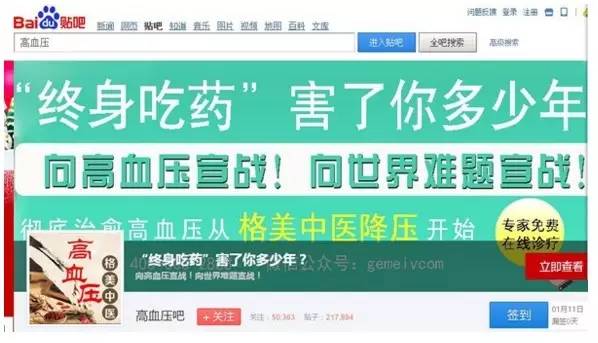 Bai du 贴吧
新闻 网页 贴吧 知道 音乐 图片 视频 地图 百科 文库
问题反馈 登录 注册
高血压
进入贴吧 全吧搜索 高级搜索
“终身吃药”害了你多少年
向高血压宣战！向世界难题宣战！
彻底治愈高血压从 格美中医降压 开始
专家免费
在线诊疗
高血压
格美中医
“终身吃药”害了你多少年？
微信公众号：gemeivcom
向高血压宣战！向世界难题宣战！
立即查看
高血压吧 + 关注 关注：50,363 贴子：217,894
签到
01月11日
漏签0天